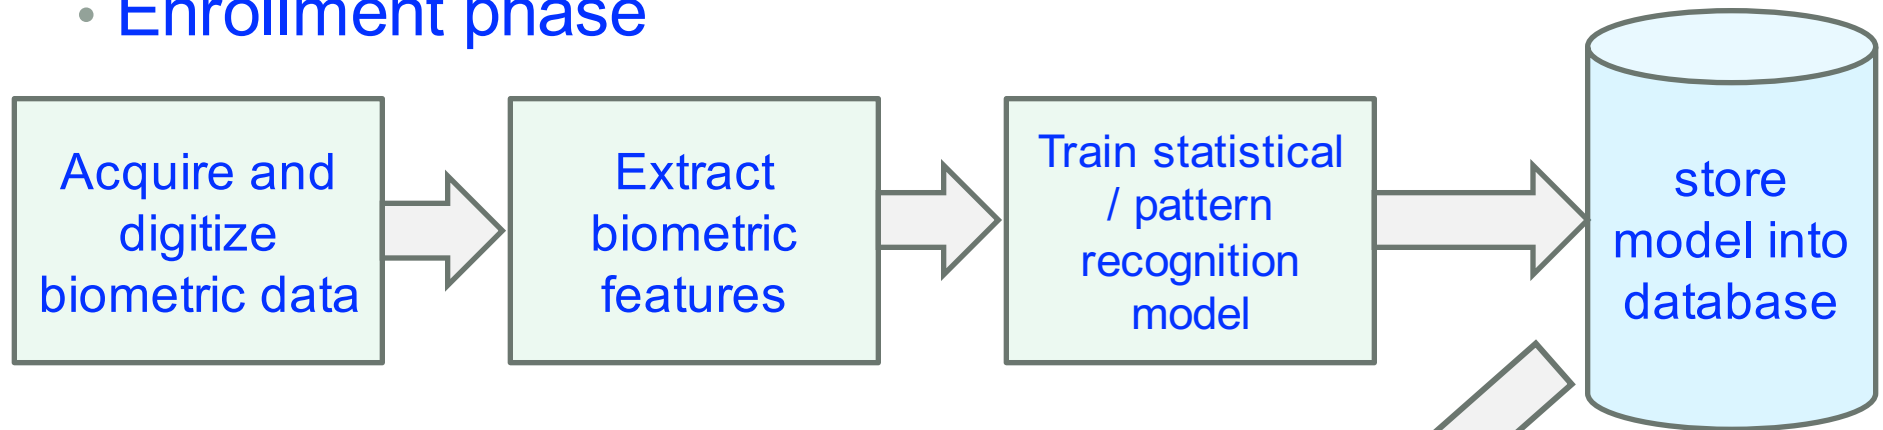 • Enrollment phase
Acquire and
digitize
biometric data
Extract
biometric
features
Train statistical
/ pattern
recognition
model
store
model into
database